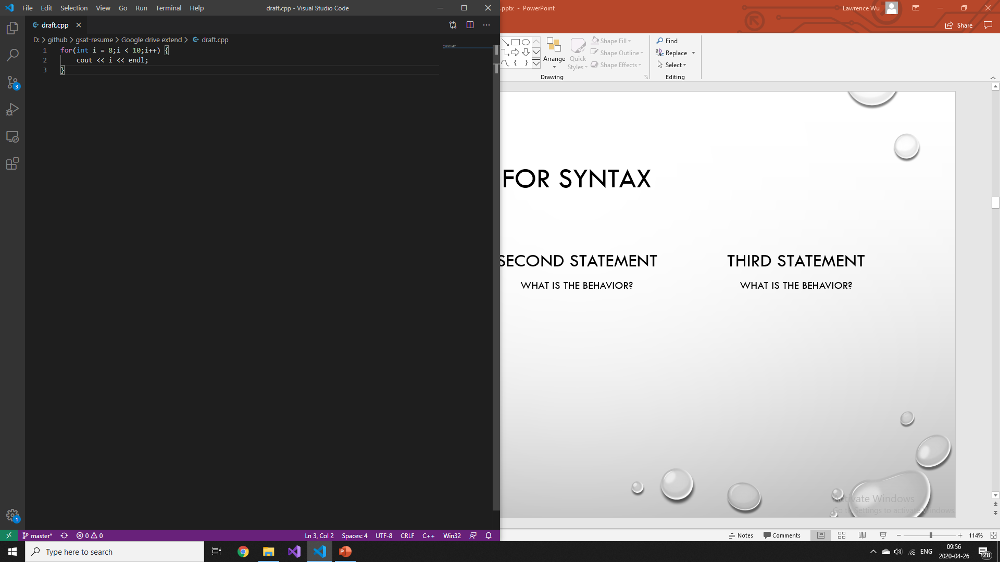 File Edit Selection View Go Run Terminal Help
draft.cpp - Visual Studio Code
draft.cpp
D: > github > gsat-resume > Google drive extend > draft.cpp
1 for(int i = 8;i < 10;i++) {
2 cout << i << endl;
3 }
3
1
master* 0 0
Ln 3, Col 2 Spaces: 4 UTF-8 CRLF C++ Win32
.pptx - PowerPoint
Lawrence Wu
Share
Arrange
Quick Styles
Shape Fill
Shape Outline
Shape Effects
Drawing
Find
Replace
Select
Editing
FOR SYNTAX
SECOND STATEMENT
WHAT IS THE BEHAVIOR?
THIRD STATEMENT
WHAT IS THE BEHAVIOR?
Activate Windows
Go to Settings to activate Windows.
Notes Comments
114%
Type here to search
ENG
09:56
2020-04-26
28